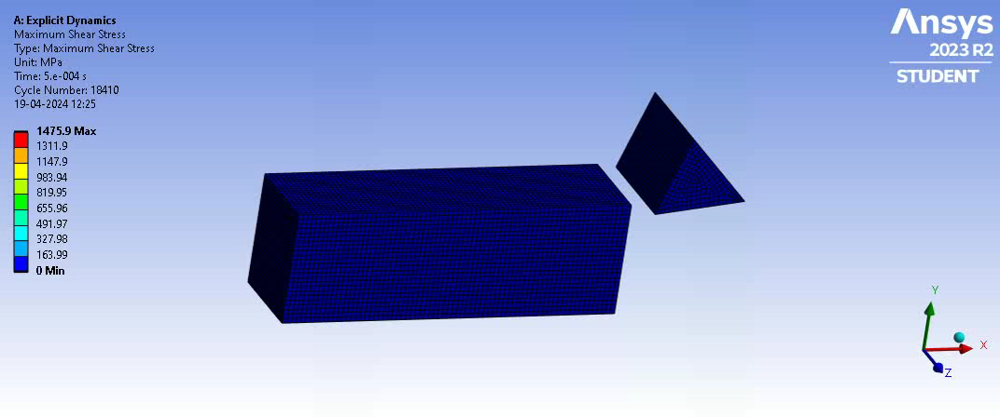 A: Explicit Dynamics
Maximum Shear Stress
Type: Maximum Shear Stress
Unit: MPa
Time: 5.e-004 s
Cycle Number: 18410
19-04-2024 12:25
1475.9 Max
1311.9
1147.9
983.94
819.95
655.96
491.97
327.98
163.99
0 Min
Ansys
2023 R2
STUDENT
Y
X
Z